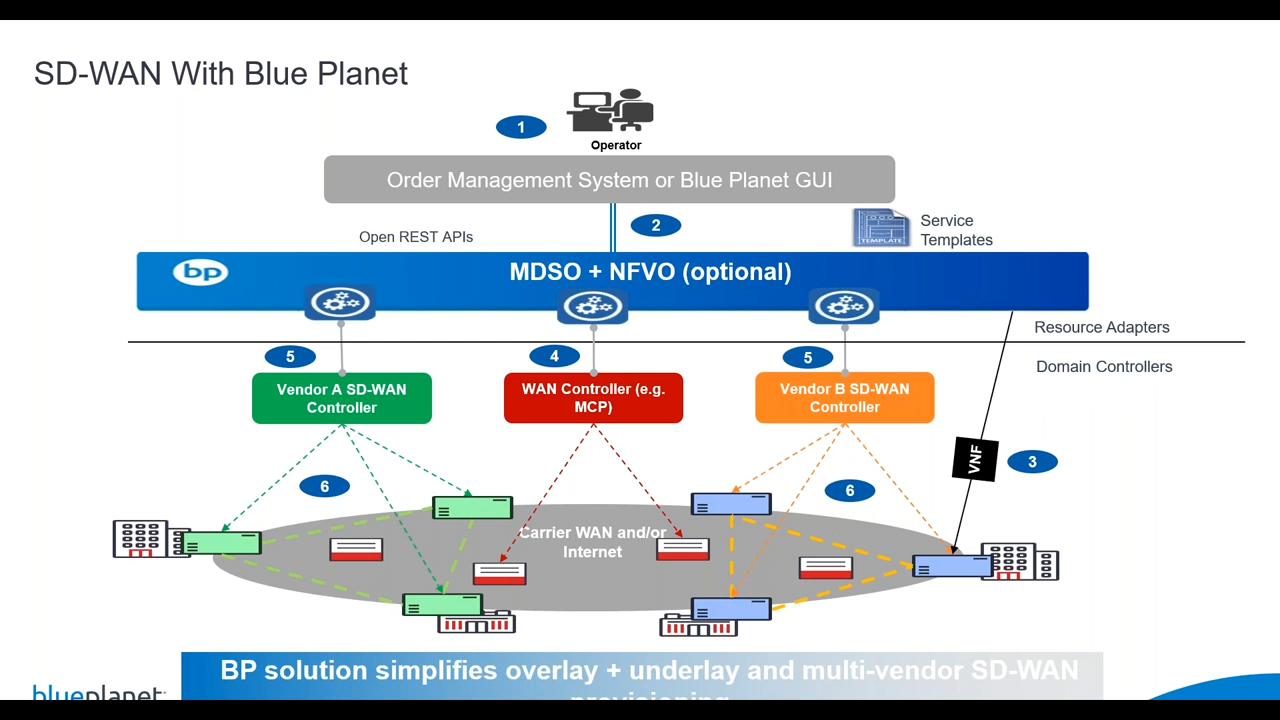 SD-WAN With Blue Planet
1
Operator
Order Management System or Blue Planet GUI
2
Open REST APIs
TEMPLATE
Service
Templates
bp
MDSO + NFVO (optional)
Resource Adapters
5
4
5
Domain Controllers
Vendor A SD-WAN
Controller
WAN Controller (e.g.
MCP)
Vendor B SD-WAN
Controller
VNF
3
6
6
Carrier WAN and/or
Internet
BP solution simplifies overlay + underlay and multi-vendor SD-WAN
provisioning
blueplanet